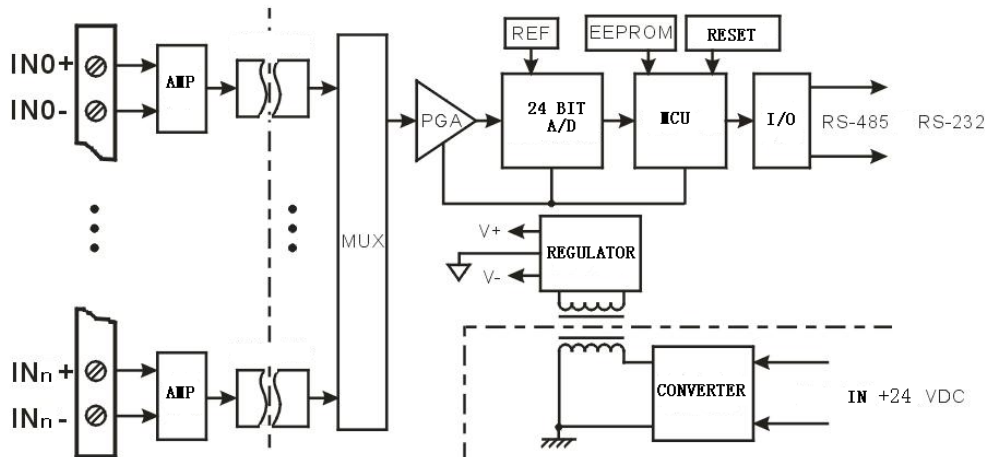 REF
EEPROM
RESET
IN0+
IN0-
AMP
PGA
24 BIT
A/D
MCU
I/O
RS-485 RS-232
MUX
V+
V-
REGULATOR
INn+
INn-
AMP
CONVERTER
IN +24 VDC